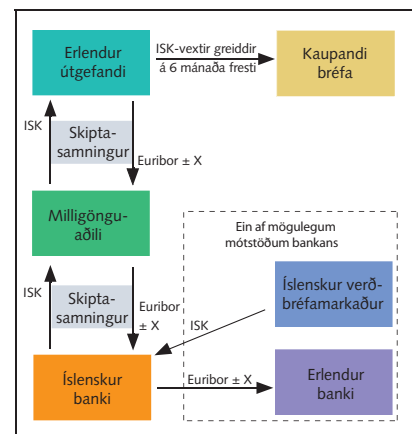 Erlendur
útgefandi
ISK-vextir greiddir
á 6 mánaða fresti
Kaupandi
bréfa
ISK
Skipta-
samningur
Euribor ± X
Milligöngu-
aðili
Ein af mögulegum
mótstöðum bankans
ISK
Skipta-
samningur
Euribor
± X
Íslenskur verð-
bréfamarkaður
ISK
Íslenskur
banki
Euribor ± X
Erlendur
banki